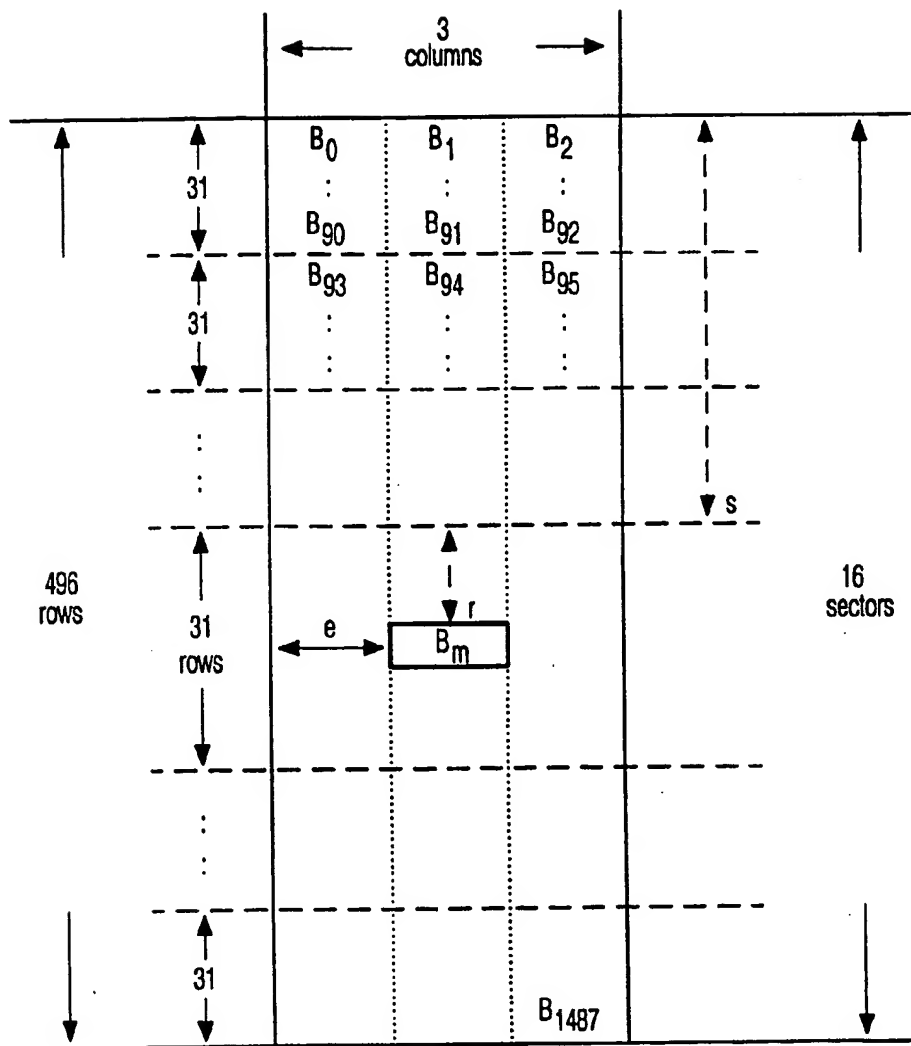 3
columns
B0 B1 B2
31
B90 B91 B92
B93 B94 B95
31
s
496
rows
16
sectors
31
rows
e
r
Bm
31
B1487